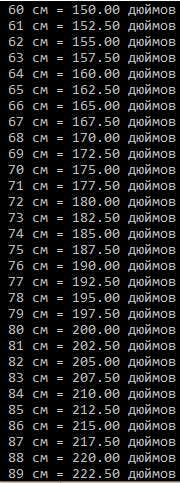 60 см = 150.00 дюймов
61 см = 152.50 дюймов
62 см = 155.00 дюймов
63 см = 157.50 дюймов
64 см = 160.00 дюймов
65 см = 162.50 дюймов
66 см = 165.00 дюймов
67 см = 167.50 дюймов
68 см = 170.00 дюймов
69 см = 172.50 дюймов
70 см = 175.00 дюймов
71 см = 177.50 дюймов
72 см = 180.00 дюймов
73 см = 182.50 дюймов
74 см = 185.00 дюймов
75 см = 187.50 дюймов
76 см = 190.00 дюймов
77 см = 192.50 дюймов
78 см = 195.00 дюймов
79 см = 197.50 дюймов
80 см = 200.00 дюймов
81 см = 202.50 дюймов
82 см = 205.00 дюймов
83 см = 207.50 дюймов
84 см = 210.00 дюймов
85 см = 212.50 дюймов
86 см = 215.00 дюймов
87 см = 217.50 дюймов
88 см = 220.00 дюймов
89 см = 222.50 дюймов